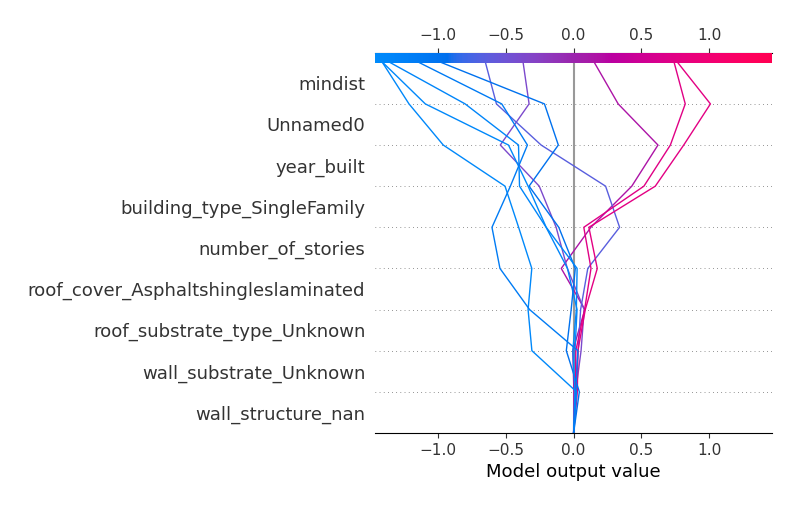 −1.0 −0.5 0.0 0.5 1.0
mindist
Unnamed0
year_built
building_type_SingleFamily
number_of_stories
roof_cover_Asphaltshingleslaminated
roof_substrate_type_Unknown
wall_substrate_Unknown
wall_structure_nan
−1.0 −0.5 0.0 0.5 1.0
Model output value